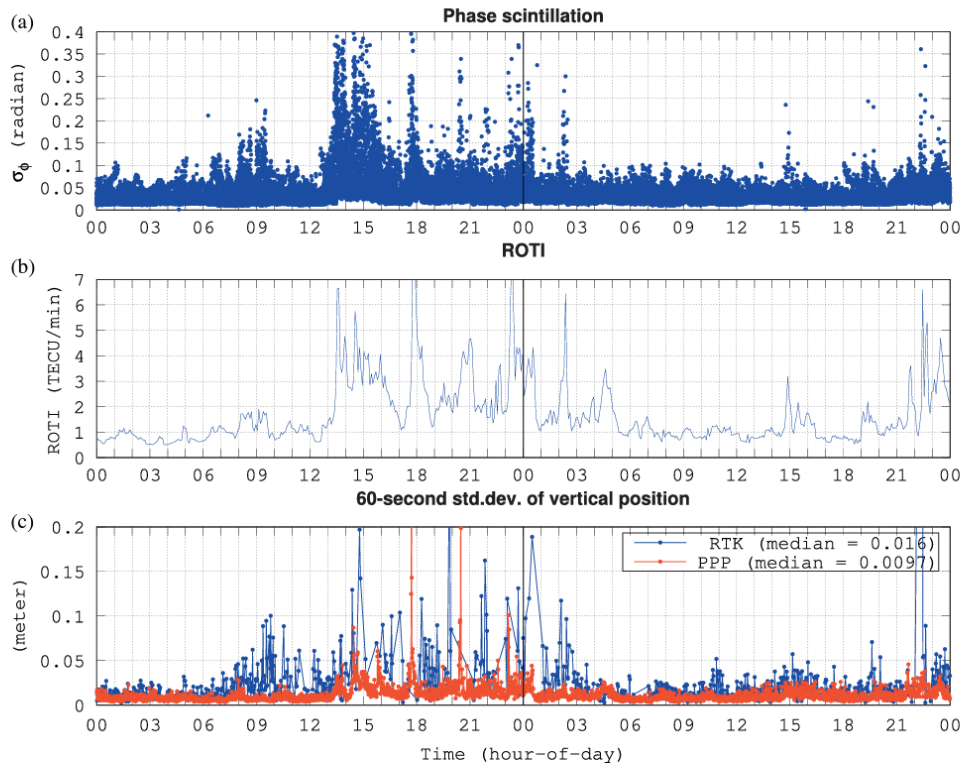 (a)
Phase scintillation
σϕ (radian)
0.4
0.35
0.3
0.25
0.2
0.15
0.1
0.05
0
00 03 06 09 12 15 18 21 00 03 06 09 12 15 18 21 00
ROTI
(b)
ROTI (TECU/min)
7
6
5
4
3
2
1
0
00 03 06 09 12 15 18 21 00 03 06 09 12 15 18 21 00
60-second std.dev. of vertical position
(c)
(meter)
0.2
0.15
0.1
0.05
0
RTK (median = 0.016)
PPP (median = 0.0097)
00 03 06 09 12 15 18 21 00 03 06 09 12 15 18 21 00
Time (hour-of-day)